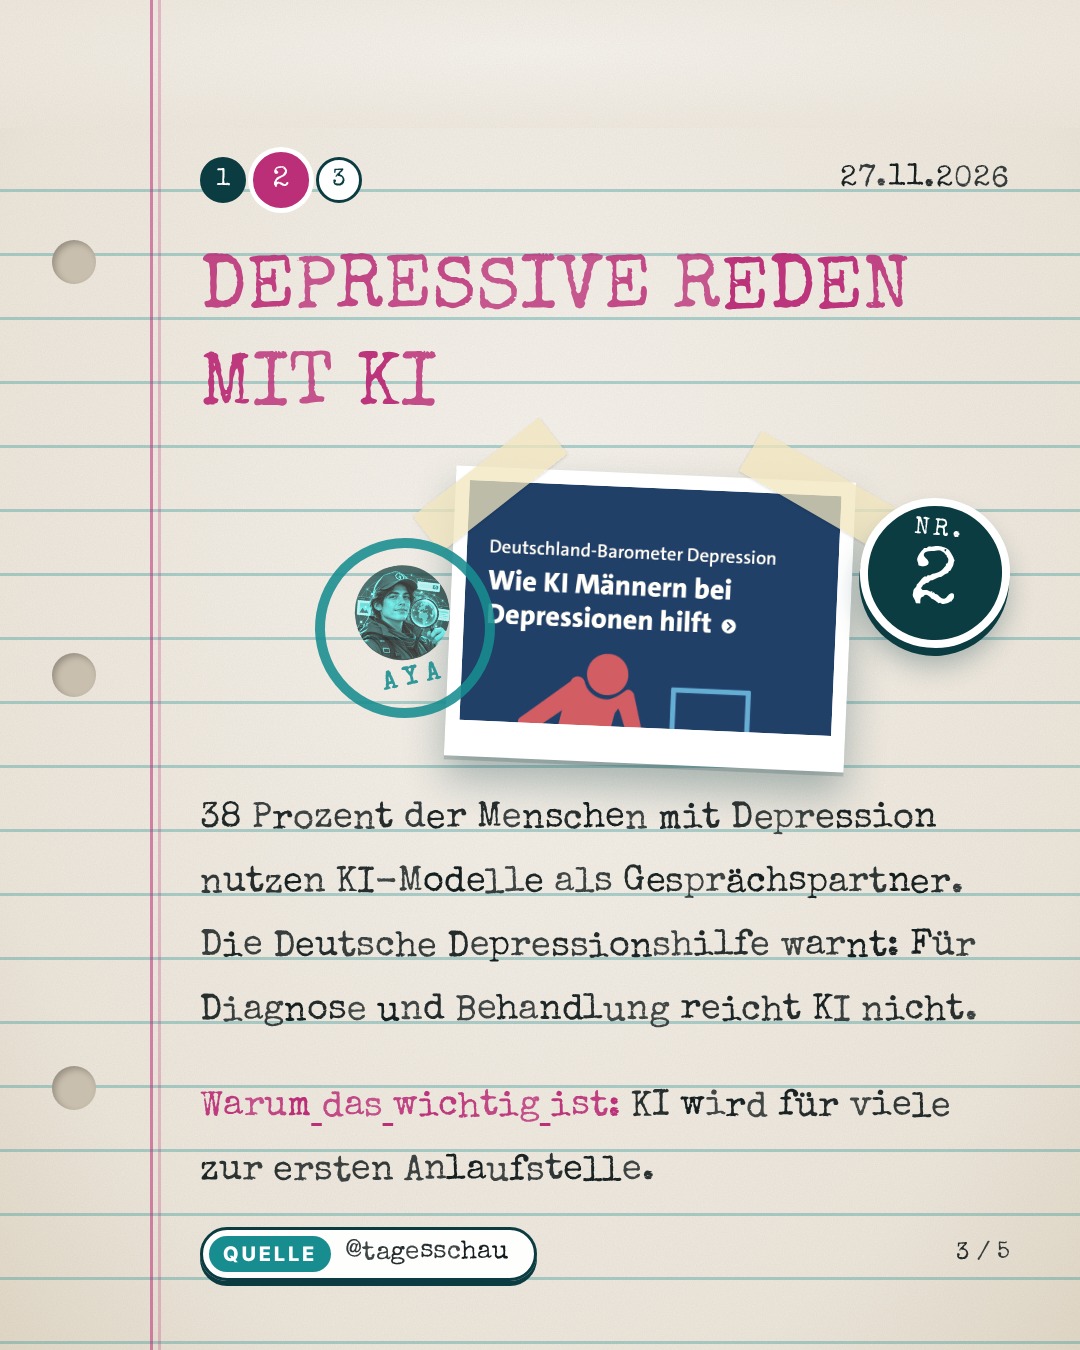 1 2 3
27.11.2026
DEPRESSIVE REDEN
MIT KI
Deutschland-Barometer Depression
Wie KI Männern bei
Depressionen hilft
NR.
2
AYA
38 Prozent der Menschen mit Depression
nutzen KI-Modelle als Gesprächspartner.
Die Deutsche Depressionshilfe warnt: Für
Diagnose und Behandlung reicht KI nicht.
Warum_das_wichtig_ist: KI wird für viele
zur ersten Anlaufstelle.
QUELLE @tagesschau
3 / 5